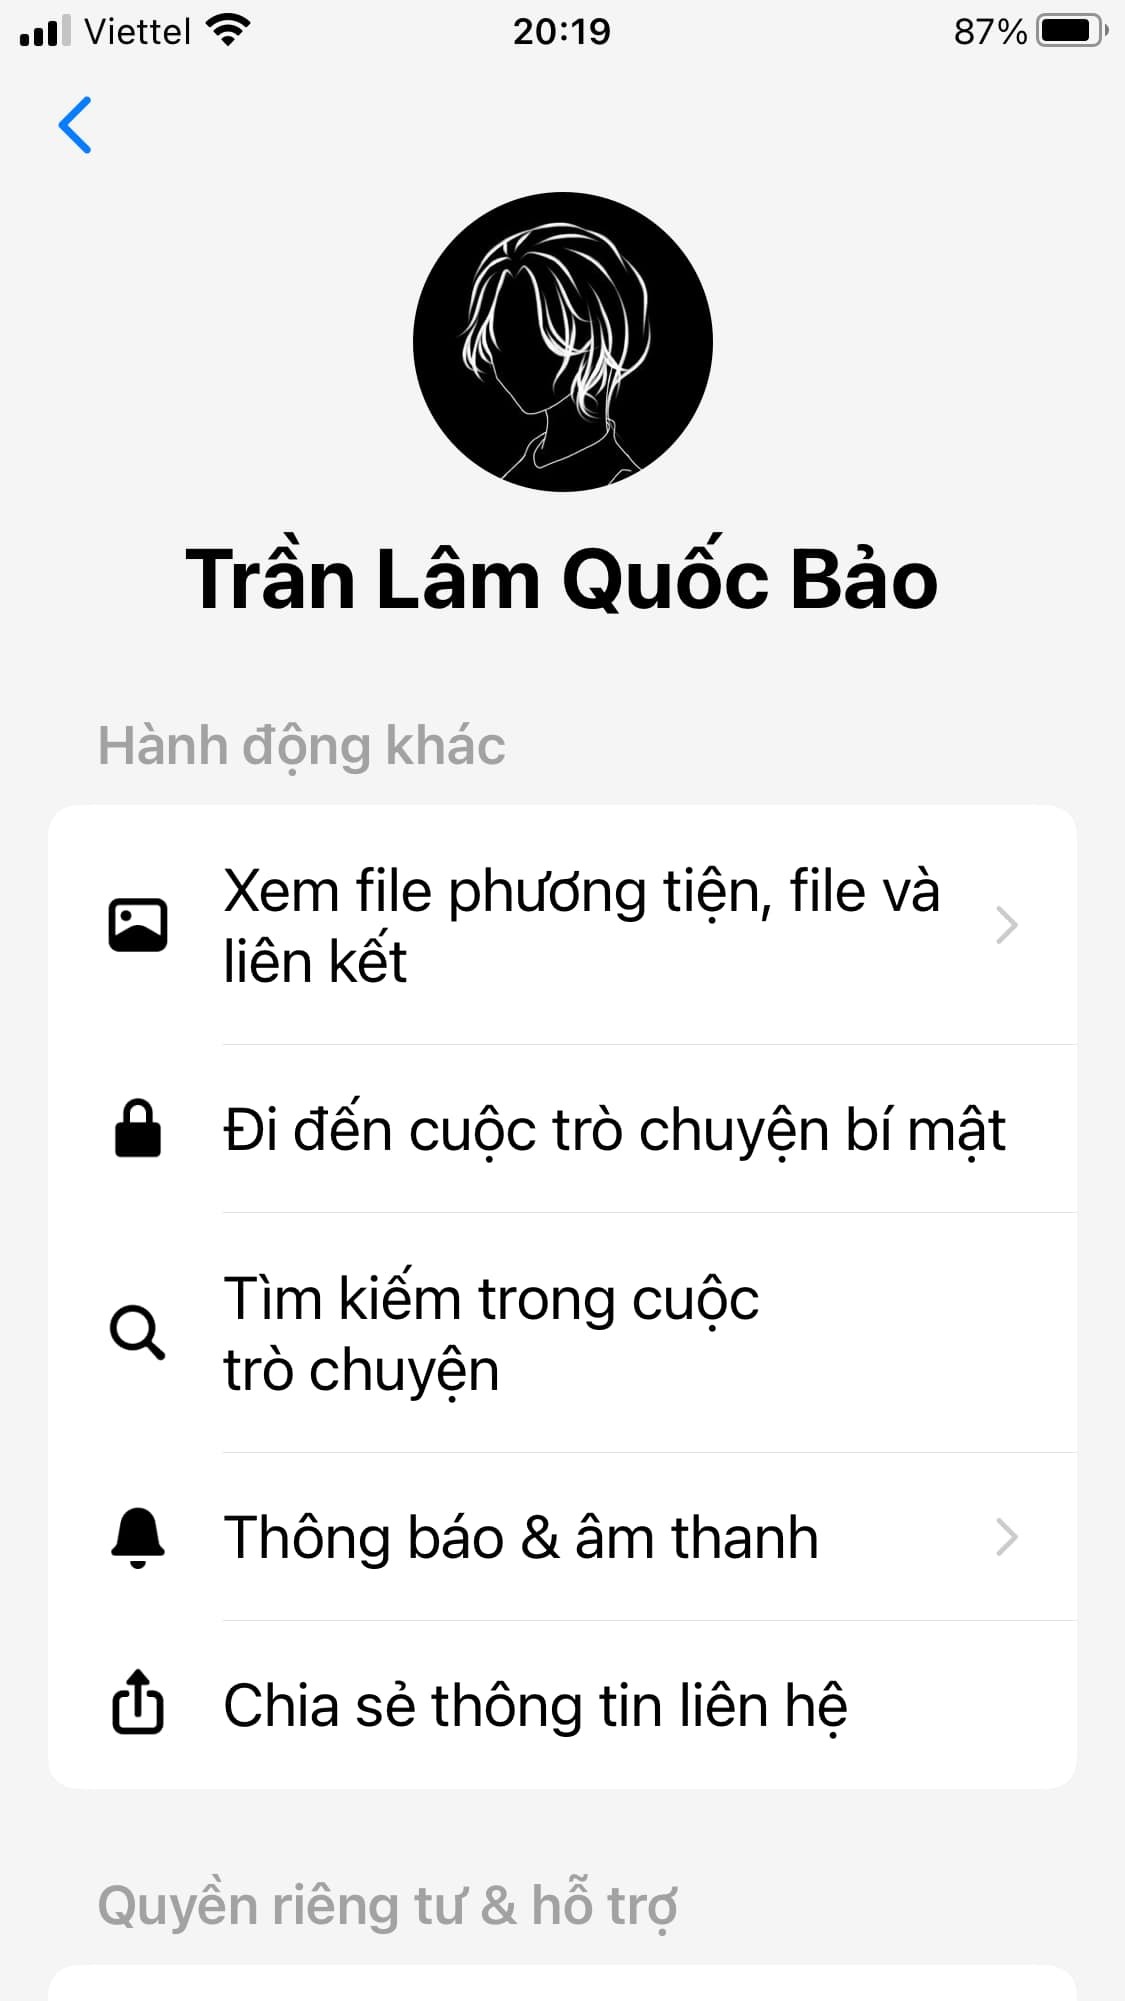 Viettel 20:19 87%
Trần Lâm Quốc Bảo
Hành động khác
Xem file phương tiện, file và
liên kết
Đi đến cuộc trò chuyện bí mật
Tìm kiếm trong cuộc
trò chuyện
Thông báo & âm thanh
Chia sẻ thông tin liên hệ
Quyền riêng tư & hỗ trợ